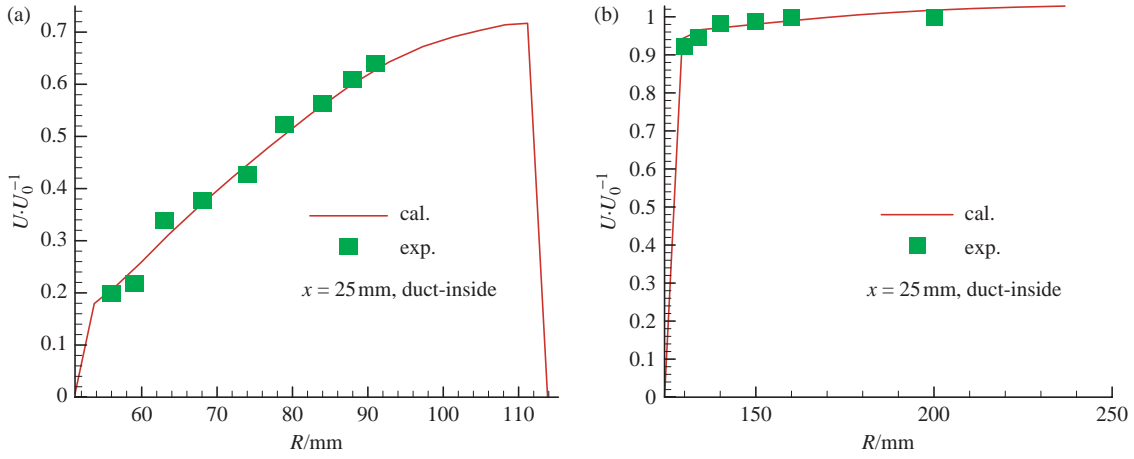 (a)
0.7
0.6
0.5
0.4
0.3
0.2
0.1
0
U·U₀⁻¹
60 70 80 90 100 110
R/mm
cal.
exp.
x = 25 mm, duct-inside
(b)
1
0.9
0.8
0.7
0.6
0.5
0.4
0.3
0.2
0.1
0
U·U₀⁻¹
150 200 250
R/mm
cal.
exp.
x = 25 mm, duct-inside